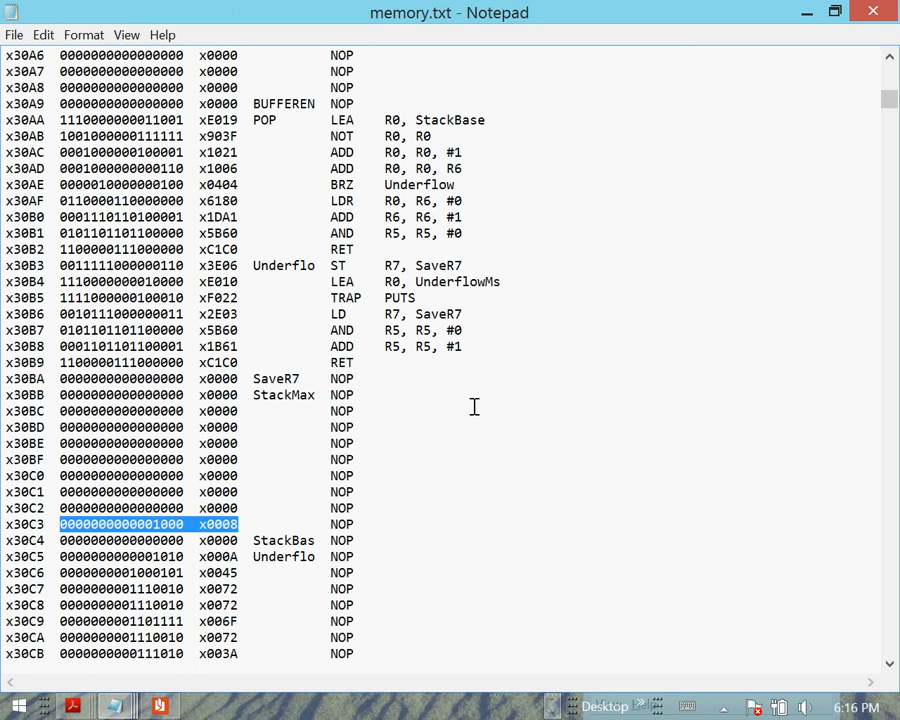 memory.txt - Notepad
File Edit Format View Help
x30A6 0000000000000000 x0000 NOP
x30A7 0000000000000000 x0000 NOP
x30A8 0000000000000000 x0000 NOP
x30A9 0000000000000000 x0000 BUFFEREN NOP
x30AA 1110000000011001 xE019 POP LEA R0, StackBase
x30AB 1001000000111111 x903F NOT R0, R0
x30AC 0001000000100001 x1021 ADD R0, R0, #1
x30AD 0001000000000110 x1006 ADD R0, R0, R6
x30AE 0000010000000100 x0404 BRZ Underflow
x30AF 0110000110000000 x6180 LDR R0, R6, #0
x30B0 0001110110100001 x1DA1 ADD R6, R6, #1
x30B1 0101101101100000 x5B60 AND R5, R5, #0
x30B2 1100000111000000 xC1C0 RET
x30B3 0011111000000110 x3E06 Underflo ST R7, SaveR7
x30B4 1110000000010000 xE010 LEA R0, UnderflowMs
x30B5 1111000000100010 xF022 TRAP PUTS
x30B6 0010111000000011 x2E03 LD R7, SaveR7
x30B7 0101101101100000 x5B60 AND R5, R5, #0
x30B8 0001101101100001 x1B61 ADD R5, R5, #1
x30B9 1100000111000000 xC1C0 RET
x30BA 0000000000000000 x0000 SaveR7 NOP
x30BB 0000000000000000 x0000 StackMax NOP
x30BC 0000000000000000 x0000 NOP
x30BD 0000000000000000 x0000 NOP
x30BE 0000000000000000 x0000 NOP
x30BF 0000000000000000 x0000 NOP
x30C0 0000000000000000 x0000 NOP
x30C1 0000000000000000 x0000 NOP
x30C2 0000000000000000 x0000 NOP
x30C3 0000000000001000 x0008 NOP
x30C4 0000000000000000 x0000 StackBas NOP
x30C5 0000000000001010 x000A Underflo NOP
x30C6 0000000001000101 x0045 NOP
x30C7 0000000001110010 x0072 NOP
x30C8 0000000001110010 x0072 NOP
x30C9 0000000001101111 x006F NOP
x30CA 0000000001110010 x0072 NOP
x30CB 0000000000111010 x003A NOP
Desktop 6:16 PM